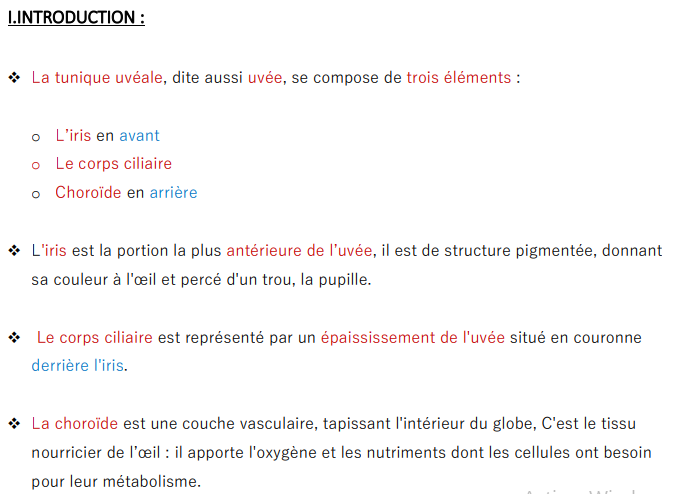 I.INTRODUCTION :
❖ La tunique uvéale, dite aussi uvée, se compose de trois éléments :
o L'iris en avant
o Le corps ciliaire
o Choroïde en arrière
❖ L'iris est la portion la plus antérieure de l'uvée, il est de structure pigmentée, donnant
sa couleur à l'œil et percé d'un trou, la pupille.
❖ Le corps ciliaire est représenté par un épaississement de l'uvée situé en couronne
derrière l'iris.
❖ La choroïde est une couche vasculaire, tapissant l'intérieur du globe, C'est le tissu
nourricier de l'œil : il apporte l'oxygène et les nutriments dont les cellules ont besoin
pour leur métabolisme.